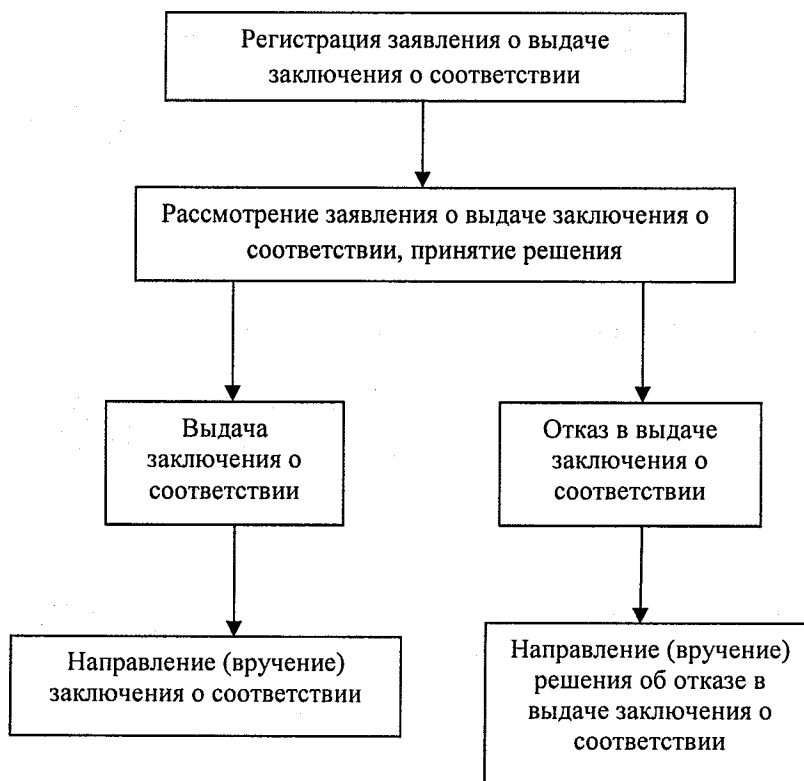 Регистрация заявления о выдаче
заключения о соответствии
Рассмотрение заявления о выдаче заключения о
соответствии, принятие решения
Выдача
заключения о
соответствии
Отказ в выдаче
заключения о
соответствии
Направление (вручение)
заключения о соответствии
Направление (вручение)
решения об отказе в
выдаче заключения о
соответствии